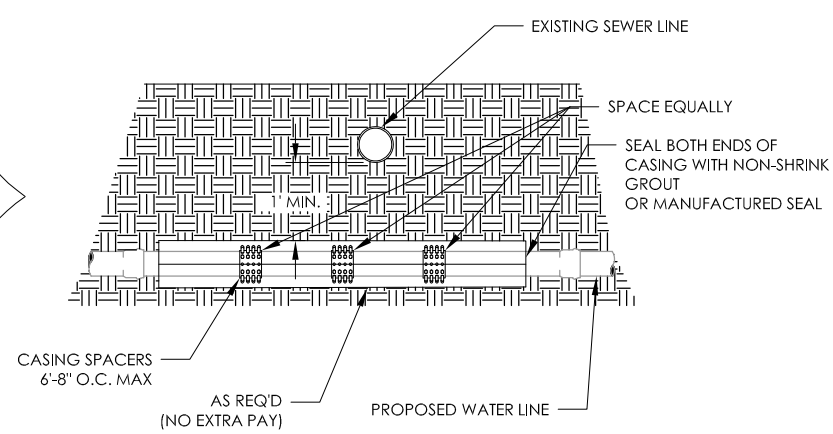 EXISTING SEWER LINE
SPACE EQUALLY
SEAL BOTH ENDS OF
CASING WITH NON-SHRINK
GROUT
OR MANUFACTURED SEAL
1' MIN.
CASING SPACERS
6'-8" O.C. MAX
AS REQ'D
(NO EXTRA PAY)
PROPOSED WATER LINE